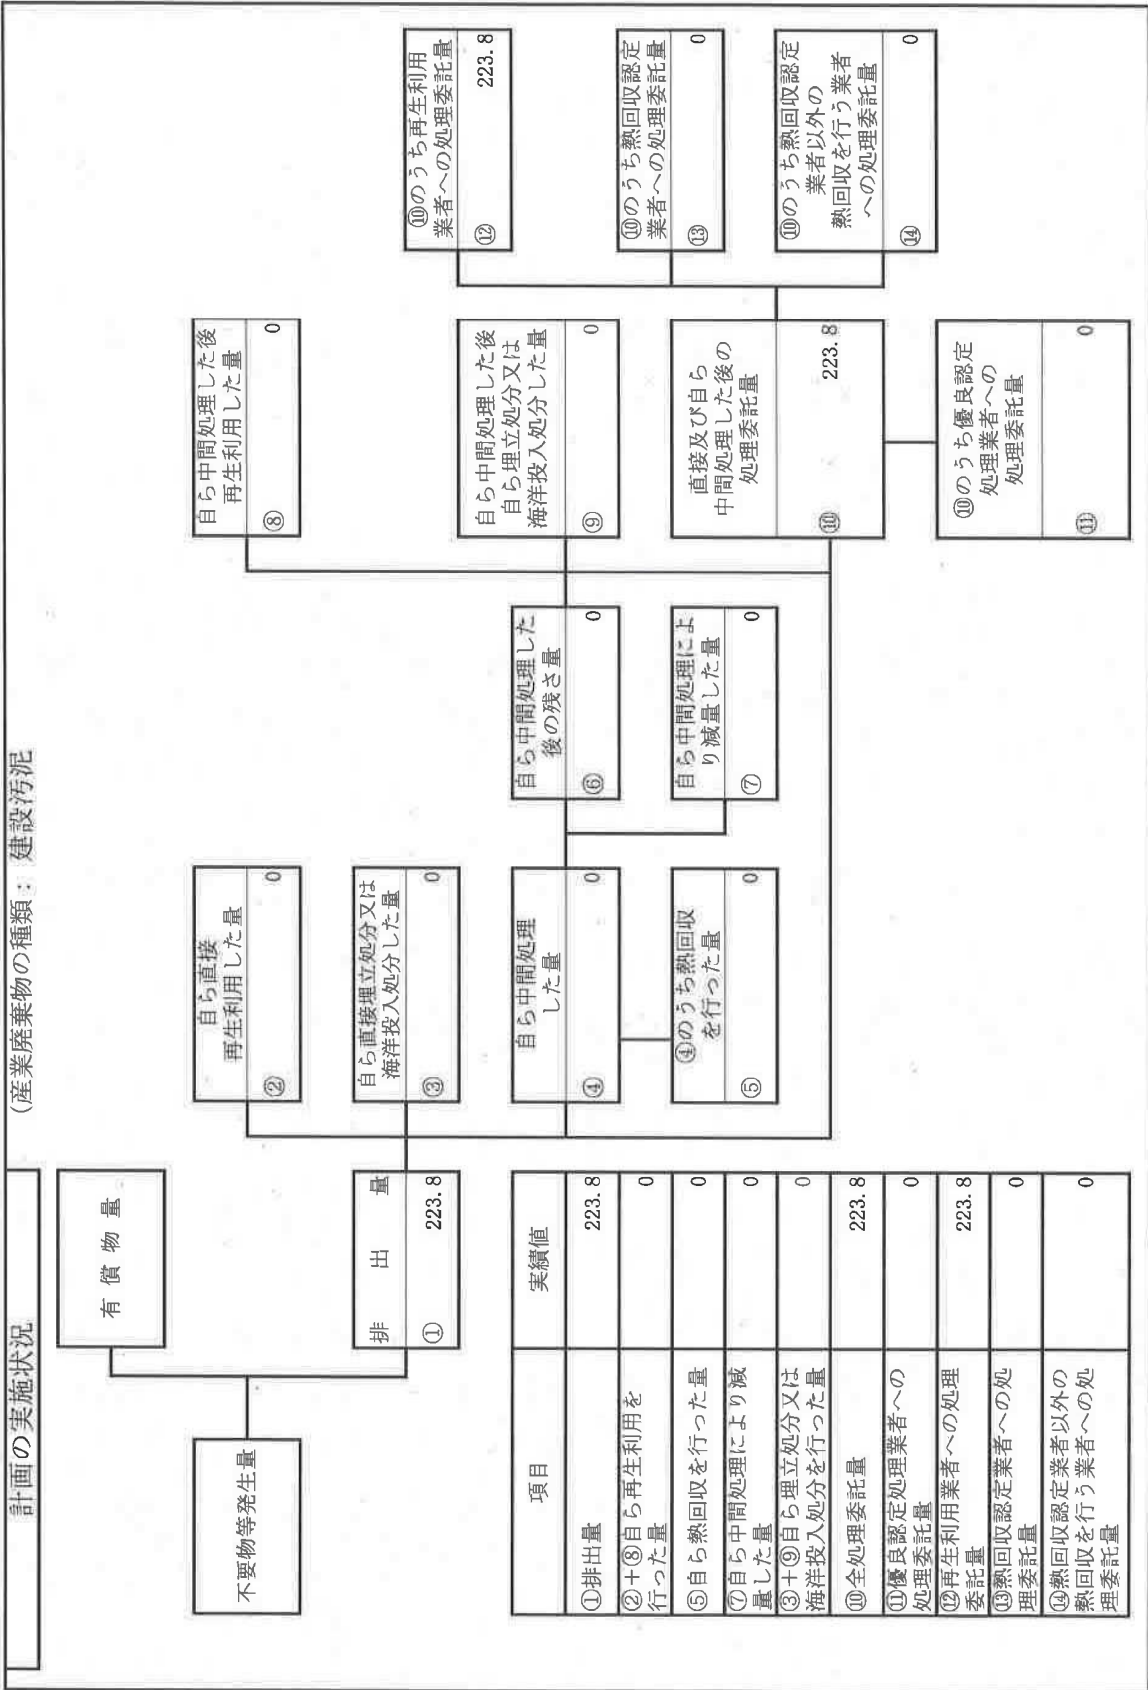 計画の実施状況
(産業廃棄物の種類： 建設汚泥
不要物等発生量
有 償 物 量
排 出 量
① 223.8
自ら直接
再生利用した量
② 0
自ら直接埋立処分又は
海洋投入処分した量
③ 0
自ら中間処理
した量
④ 0
④のうち熱回収
を行った量
⑤ 0
自ら中間処理した
後の残さ量
⑥ 0
自ら中間処理によ
り減量した量
⑦ 0
自ら中間処理した後
再生利用した量
⑧ 0
自ら中間処理した後
自ら埋立処分又は
海洋投入処分した量
⑨ 0
直接及び自ら
中間処理した後の
処理委託量
⑩ 223.8
⑩のうち優良認定
処理業者への
処理委託量
⑪ 0
⑩のうち再生利用
業者への処理委託量
⑫ 223.8
⑩のうち熱回収認定
業者への処理委託量
⑬ 0
⑩のうち熱回収認定
業者以外の
熱回収を行う業者
への処理委託量
⑭ 0
項目 実績値
①排出量 223.8
②＋⑧自ら再生利用を
行った量 0
⑤自ら熱回収を行った量 0
⑦自ら中間処理により減
量した量 0
③＋⑨自ら埋立処分又は
海洋投入処分を行った量 0
⑩全処理委託量 223.8
⑪優良認定処理業者への
処理委託量 0
⑫再生利用業者への処理
委託量 223.8
⑬熱回収認定業者への処
理委託量 0
⑭熱回収認定業者以外の
熱回収を行う業者への処
理委託量 0